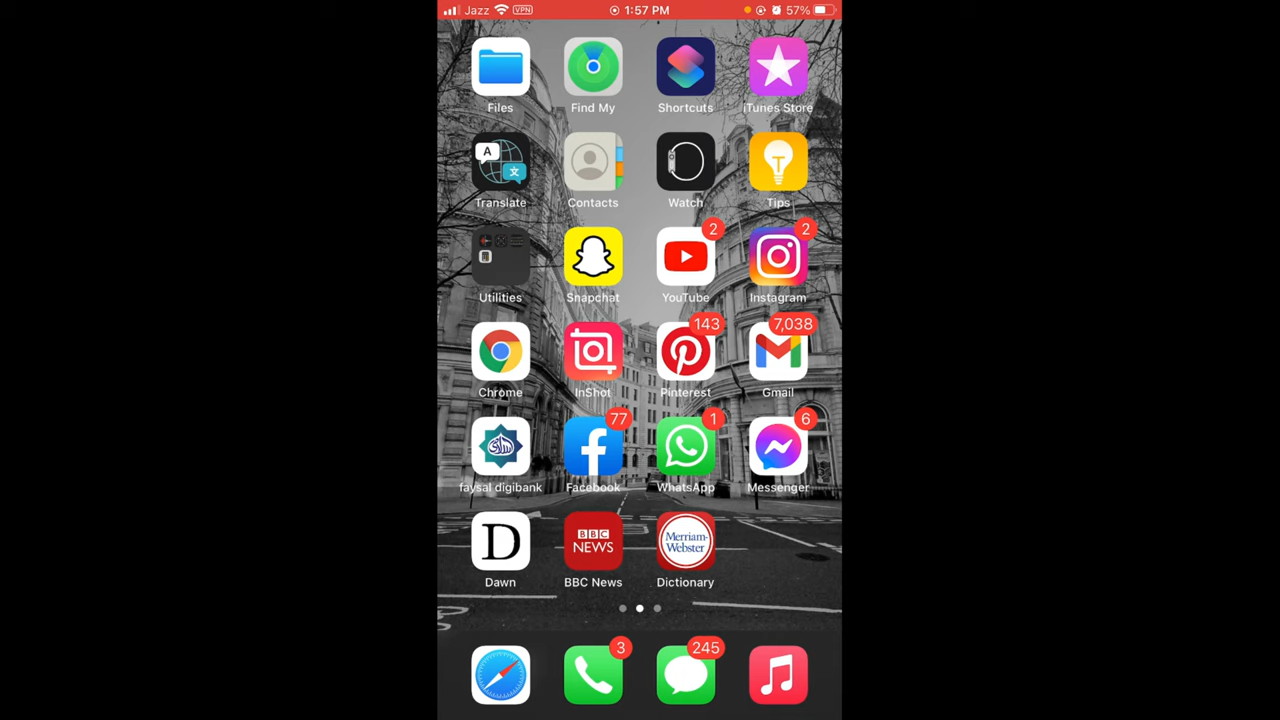 Jazz VPN 1:57 PM 57%
Files Find My Shortcuts iTunes Store
A 文 T
Translate Contacts Watch Tips
2 2
Utilities Snapchat YouTube Instagram
143 7,038
Chrome InShot Pinterest Gmail
77 1 6
faysal digibank Facebook WhatsApp Messenger
D BBC NEWS Merriam-Webster
Dawn BBC News Dictionary
3 245